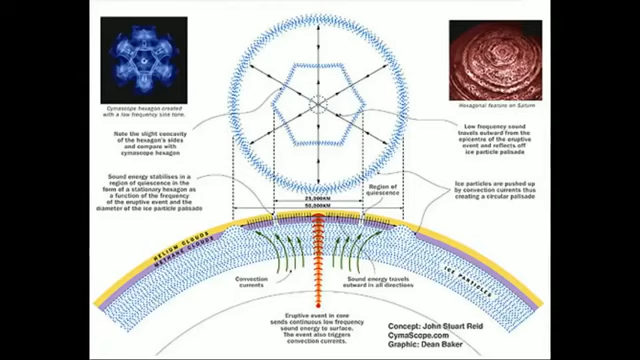 Cymascope hexagon created
with a low frequency sine tone.
Hexagonal feature on Saturn
Note the slight concavity
of the hexagon's sides
and compare with
cymascope hexagon
Low frequency sound
travels outward from the
epicentre of the eruptive
event and reflects off
ice particle palisade
Sound energy stabilises in a
region of quiescence in the
form of a stationary hexagon as
a function of the frequency
of the eruptive event and the
diameter of the ice particle palisade
Region of
quiescence
Ice particles are pushed up
by convection currents thus
creating a circular palisade
25,000KM
50,000KM
HELIUM CLOUDS
METHANE CLOUDS
ICE PARTICLES
Convection
currents
Sound energy travels
outward in all directions
Eruptive event in core
sends continuous low frequency
sound energy to surface.
The event also triggers
convection currents.
Concept: John Stuart Reid
CymaScope.com
Graphic: Dean Baker